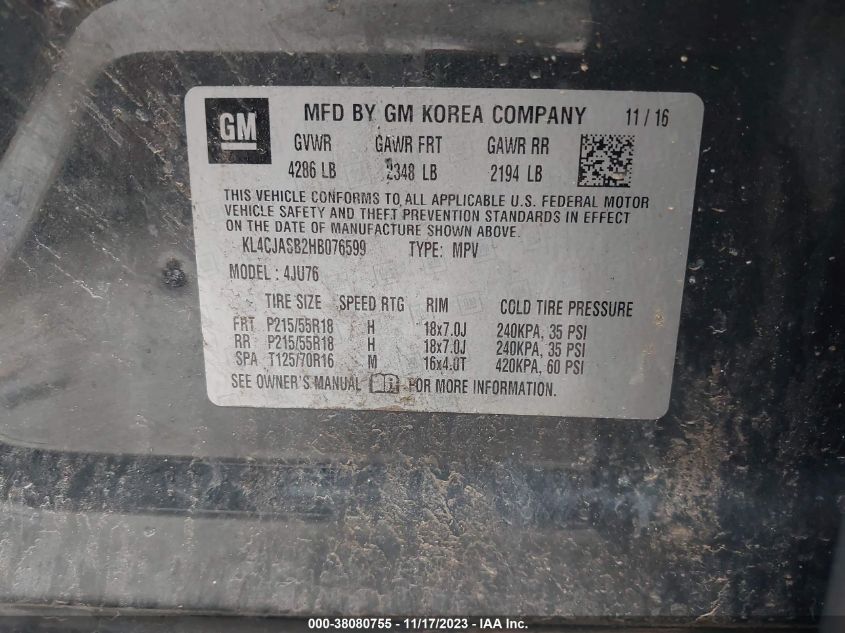 GM
MFD BY GM KOREA COMPANY 11/16
GVWR GAWR FRT GAWR RR
4286 LB 2348 LB 2194 LB
THIS VEHICLE CONFORMS TO ALL APPLICABLE U.S. FEDERAL MOTOR
VEHICLE SAFETY AND THEFT PREVENTION STANDARDS IN EFFECT
ON THE DATE OF MANUFACTURE SHOWN ABOVE.
KL4CJASB2HB076599 TYPE: MPV
MODEL: 4JU76
TIRE SIZE SPEED RTG RIM COLD TIRE PRESSURE
FRT P215/55R18 H 18x7.0J 240KPA, 35 PSI
RR P215/55R18 H 18x7.0J 240KPA, 35 PSI
SPA T125/70R16 M 16x4.0T 420KPA, 60 PSI
SEE OWNER'S MANUAL FOR MORE INFORMATION.
000-38080755 - 11/17/2023 - IAA Inc.